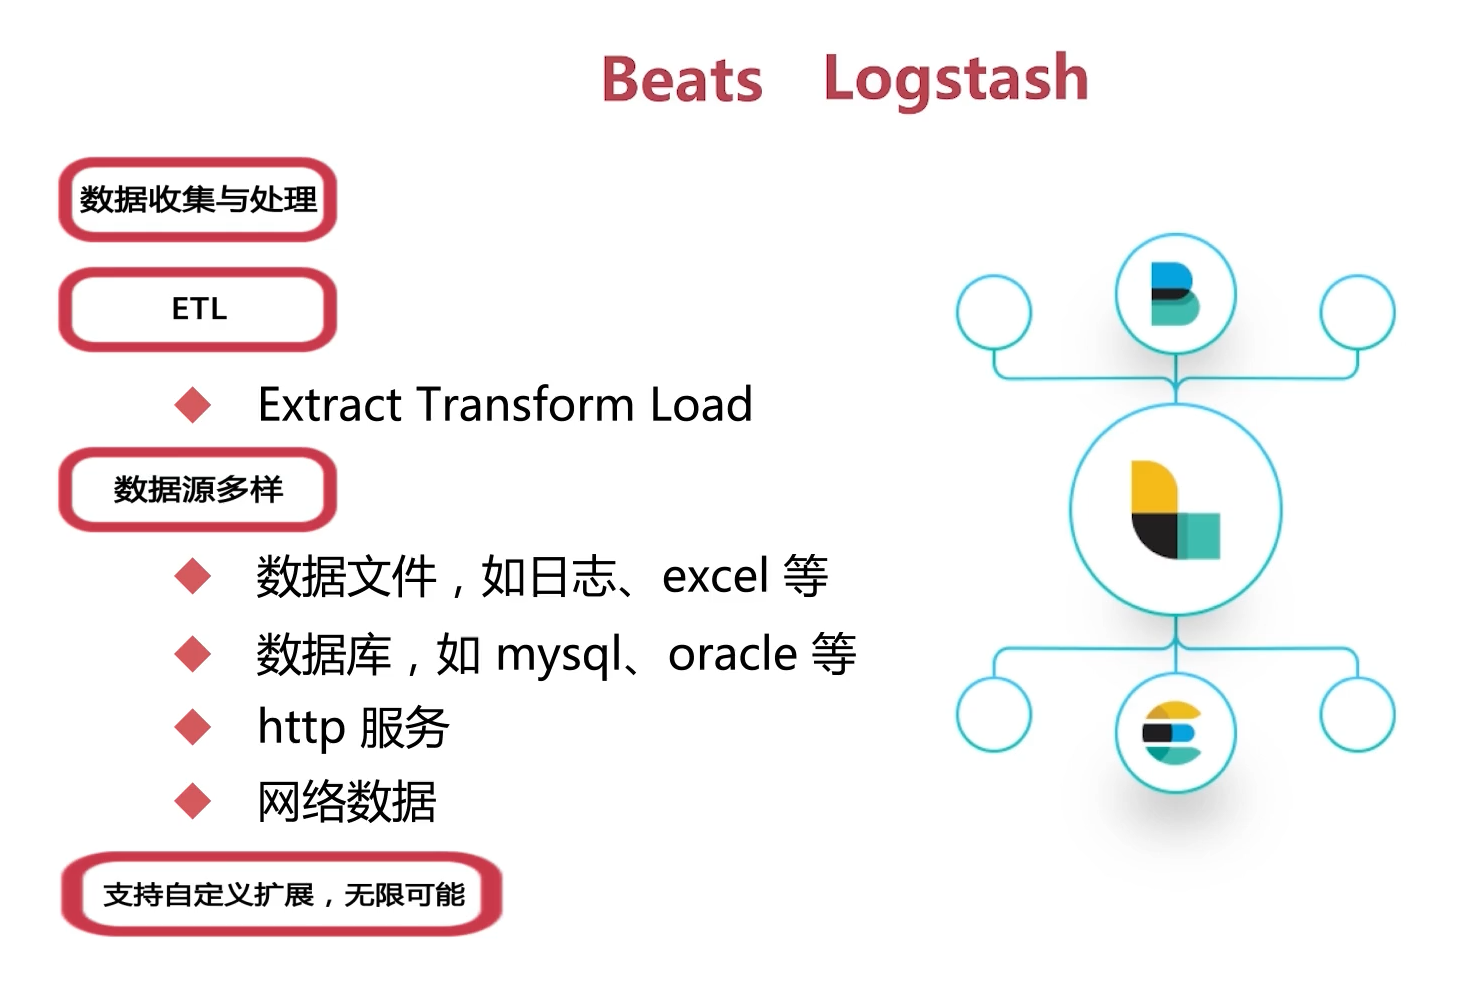 Beats Logstash
数据收集与处理
ETL
Extract Transform Load
数据源多样
数据文件，如日志、excel 等
数据库，如 mysql、oracle 等
http 服务
网络数据
支持自定义扩展，无限可能